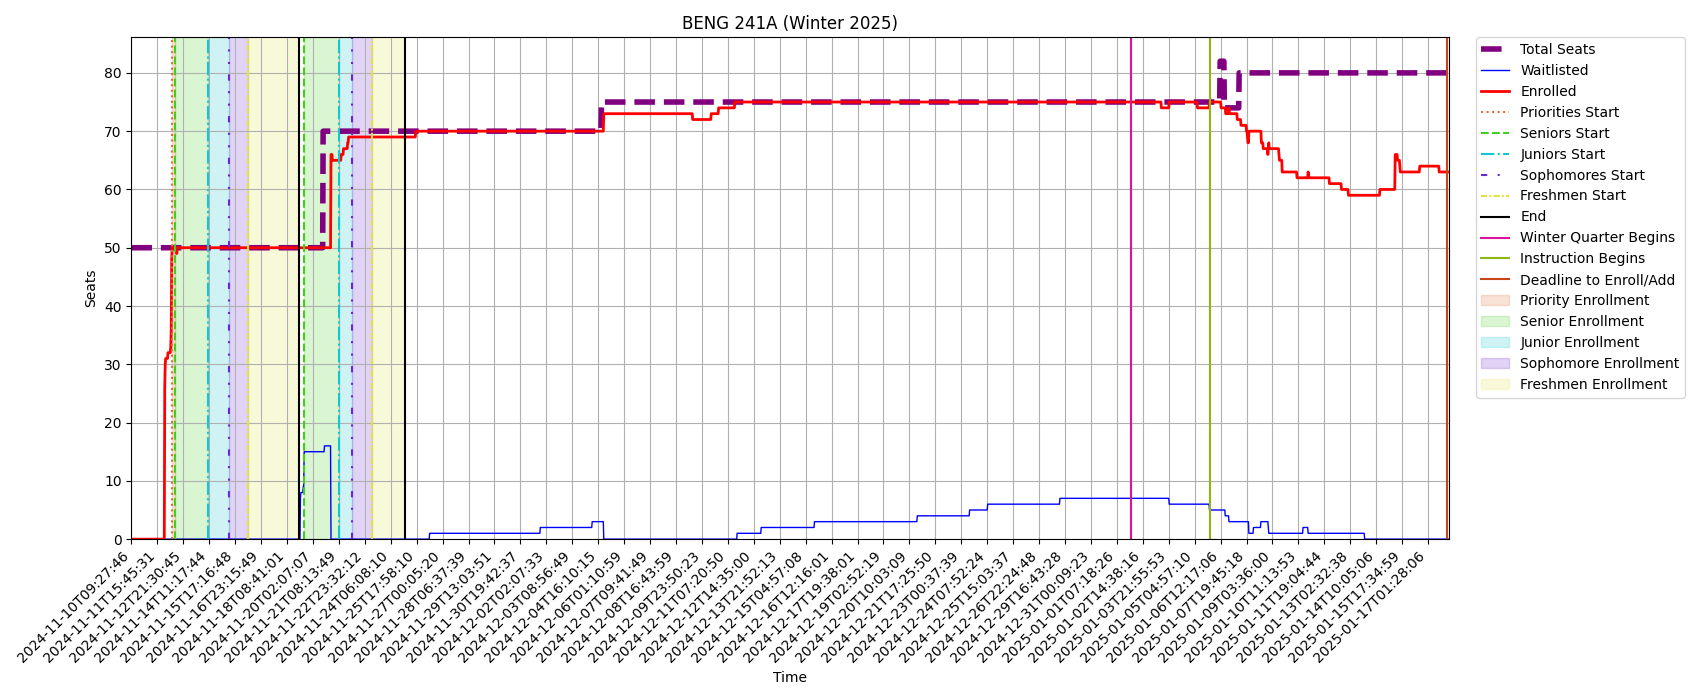 BENG 241A (Winter 2025)
Seats
80
70
60
50
40
30
20
10
0
2024-11-10T09:27:46
2024-11-11T15:45:31
2024-11-12T21:30:45
2024-11-14T11:17:44
2024-11-15T17:16:48
2024-11-16T23:15:49
2024-11-18T08:41:01
2024-11-20T02:07:07
2024-11-21T08:13:49
2024-11-22T23:32:12
2024-11-24T06:08:10
2024-11-25T17:58:10
2024-11-27T00:05:20
2024-11-28T06:37:39
2024-11-29T13:03:51
2024-11-30T19:42:37
2024-12-02T02:07:33
2024-12-03T08:56:49
2024-12-04T16:10:15
2024-12-06T01:10:59
2024-12-07T09:41:49
2024-12-08T16:43:59
2024-12-09T23:50:23
2024-12-11T07:20:50
2024-12-12T14:35:00
2024-12-13T21:52:13
2024-12-15T04:57:08
2024-12-16T12:16:01
2024-12-17T19:38:01
2024-12-19T02:52:19
2024-12-20T10:03:09
2024-12-21T17:25:50
2024-12-23T00:37:39
2024-12-24T07:52:24
2024-12-25T15:03:37
2024-12-26T22:24:48
2024-12-29T16:43:28
2024-12-31T00:09:23
2025-01-01T07:18:26
2025-01-02T14:38:16
2025-01-03T21:55:53
2025-01-05T04:57:10
2025-01-06T12:17:06
2025-01-07T19:45:18
2025-01-09T03:36:00
2025-01-10T11:13:53
2025-01-11T19:04:44
2025-01-13T02:32:38
2025-01-14T10:05:06
2025-01-15T17:34:59
2025-01-17T01:28:06
Time
Total Seats
Waitlisted
Enrolled
Priorities Start
Seniors Start
Juniors Start
Sophomores Start
Freshmen Start
End
Winter Quarter Begins
Instruction Begins
Deadline to Enroll/Add
Priority Enrollment
Senior Enrollment
Junior Enrollment
Sophomore Enrollment
Freshmen Enrollment